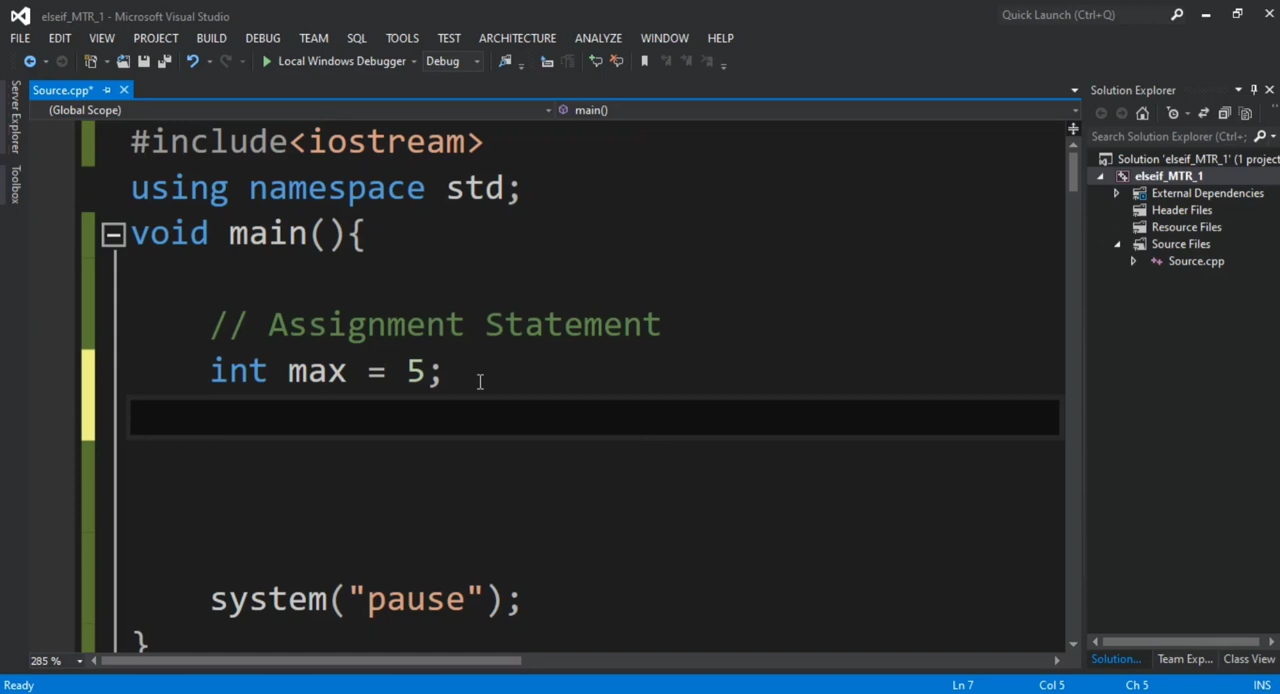 elseif_MTR_1 - Microsoft Visual Studio
Quick Launch (Ctrl+Q)
FILE EDIT VIEW PROJECT BUILD DEBUG TEAM SQL TOOLS TEST ARCHITECTURE ANALYZE WINDOW HELP
Local Windows Debugger Debug
Server Explorer
Toolbox
Source.cpp*
(Global Scope) main()
#include<iostream>
using namespace std;
void main(){
// Assignment Statement
int max = 5;
system("pause");
}
285 %
Solution Explorer
Search Solution Explorer (Ctrl+;
Solution 'elseif_MTR_1' (1 project
elseif_MTR_1
External Dependencies
Header Files
Resource Files
Source Files
Source.cpp
Solution... Team Exp... Class View
Ready Ln 7 Col 5 Ch 5 INS